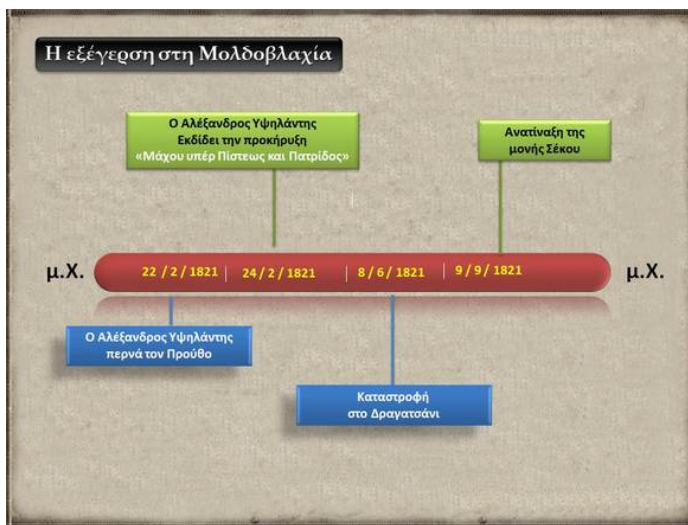 Η εξέγερση στη Μολδοβλαχία
Ο Αλέξανδρος Υψηλάντης
Εκδίδει την προκήρυξη
«Μάχου υπέρ Πίστεως και Πατρίδος»
Ανατίναξη της
μονής Σέκου
μ.Χ.
22 / 2 / 1821
24 / 2 / 1821
8 / 6 / 1821
9 / 9 / 1821
μ.Χ.
Ο Αλέξανδρος Υψηλάντης
περνά τον Προύθο
Καταστροφή
στο Δραγατσάνι